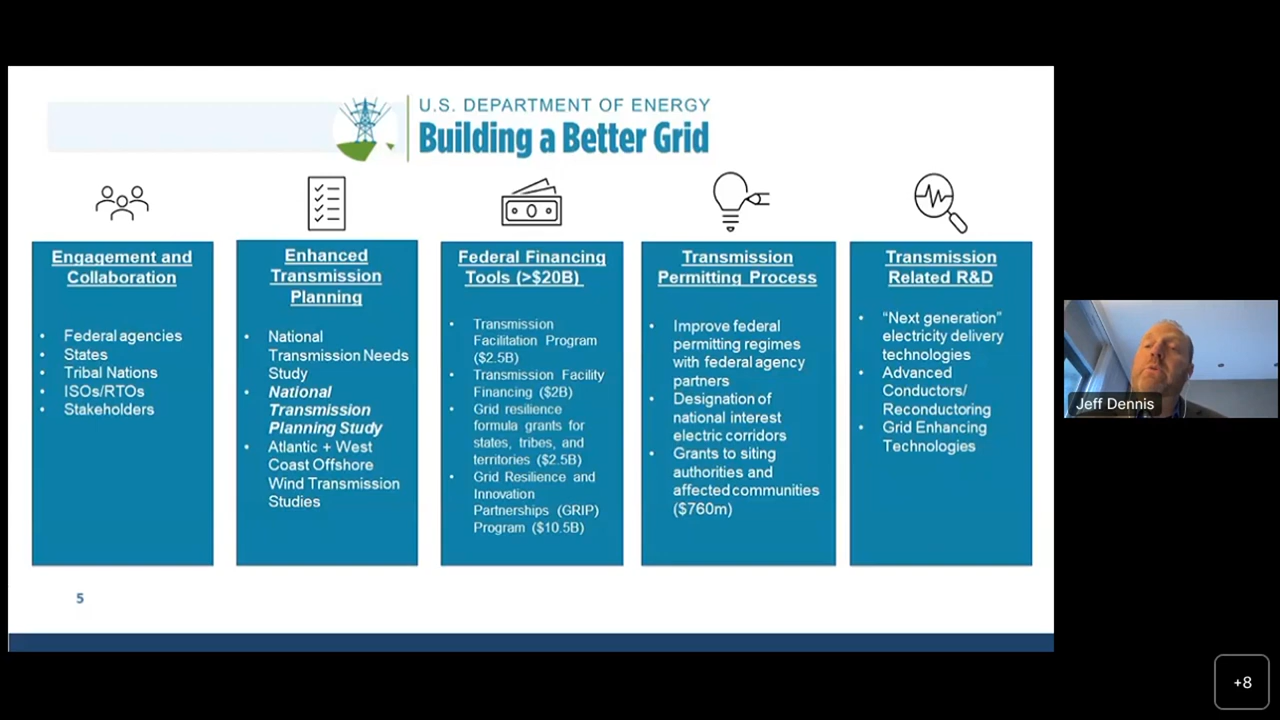 U.S. DEPARTMENT OF ENERGY
Building a Better Grid
Engagement and
Collaboration
• Federal agencies
• States
• Tribal Nations
• ISOs/RTOs
• Stakeholders
Enhanced
Transmission
Planning
• National
Transmission Needs
Study
• National
Transmission
Planning Study
• Atlantic + West
Coast Offshore
Wind Transmission
Studies
Federal Financing
Tools (>$20B)
• Transmission
Facilitation Program
($2.5B)
• Transmission Facility
Financing ($2B)
• Grid resilience
formula grants for
states, tribes, and
territories ($2.5B)
• Grid Resilience and
Innovation
Partnerships (GRIP)
Program ($10.5B)
Transmission
Permitting Process
• Improve federal
permitting regimes
with federal agency
partners
• Designation of
national interest
electric corridors
• Grants to siting
authorities and
affected communities
($760m)
Transmission
Related R&D
• “Next generation”
electricity delivery
technologies
• Advanced
Conductors/
Reconductoring
• Grid Enhancing
Technologies
5
Jeff Dennis
+8